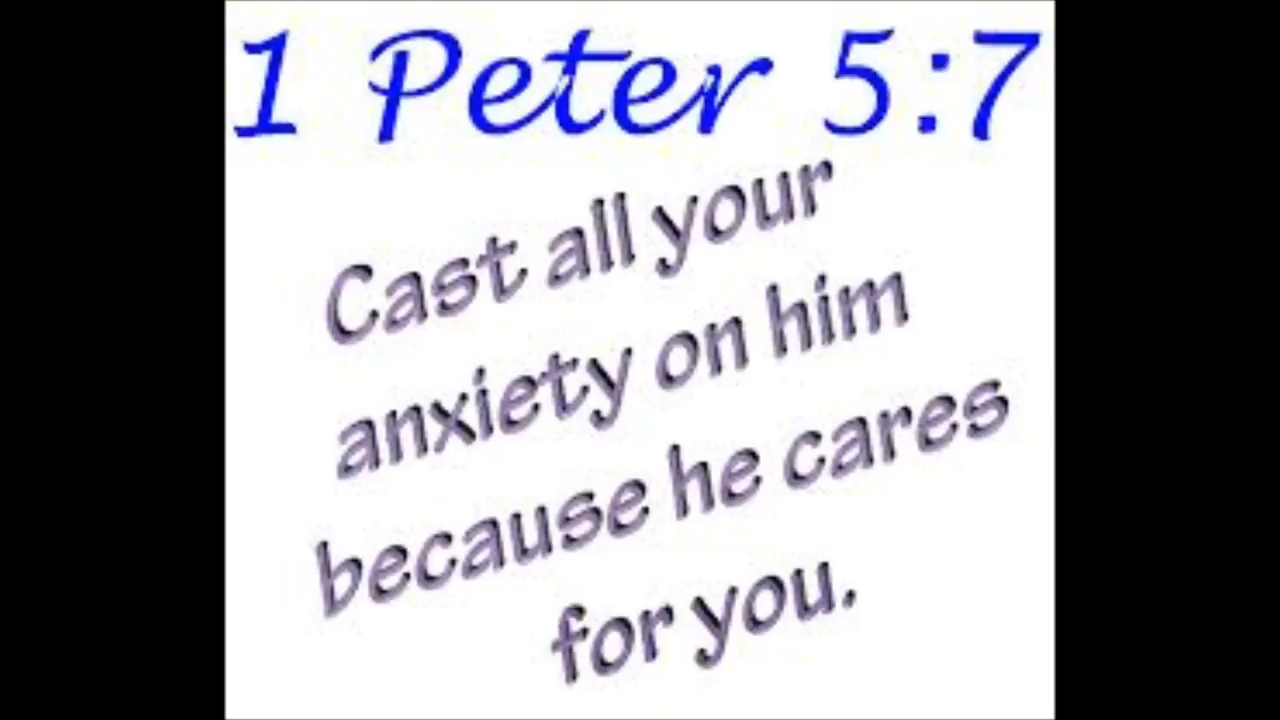 1 Peter 5:7
Cast all your
anxiety on him
because he cares
for you.